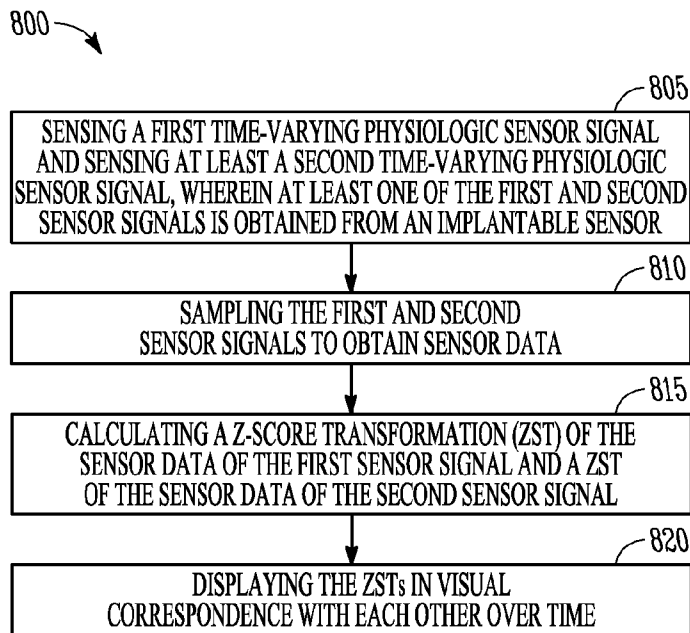 800
805
SENSING A FIRST TIME-VARYING PHYSIOLOGIC SENSOR SIGNAL
AND SENSING AT LEAST A SECOND TIME-VARYING PHYSIOLOGIC
SENSOR SIGNAL, WHEREIN AT LEAST ONE OF THE FIRST AND SECOND
SENSOR SIGNALS IS OBTAINED FROM AN IMPLANTABLE SENSOR
810
SAMPLING THE FIRST AND SECOND
SENSOR SIGNALS TO OBTAIN SENSOR DATA
815
CALCULATING A Z-SCORE TRANSFORMATION (ZST) OF THE
SENSOR DATA OF THE FIRST SENSOR SIGNAL AND A ZST
OF THE SENSOR DATA OF THE SECOND SENSOR SIGNAL
820
DISPLAYING THE ZSTs IN VISUAL
CORRESPONDENCE WITH EACH OTHER OVER TIME